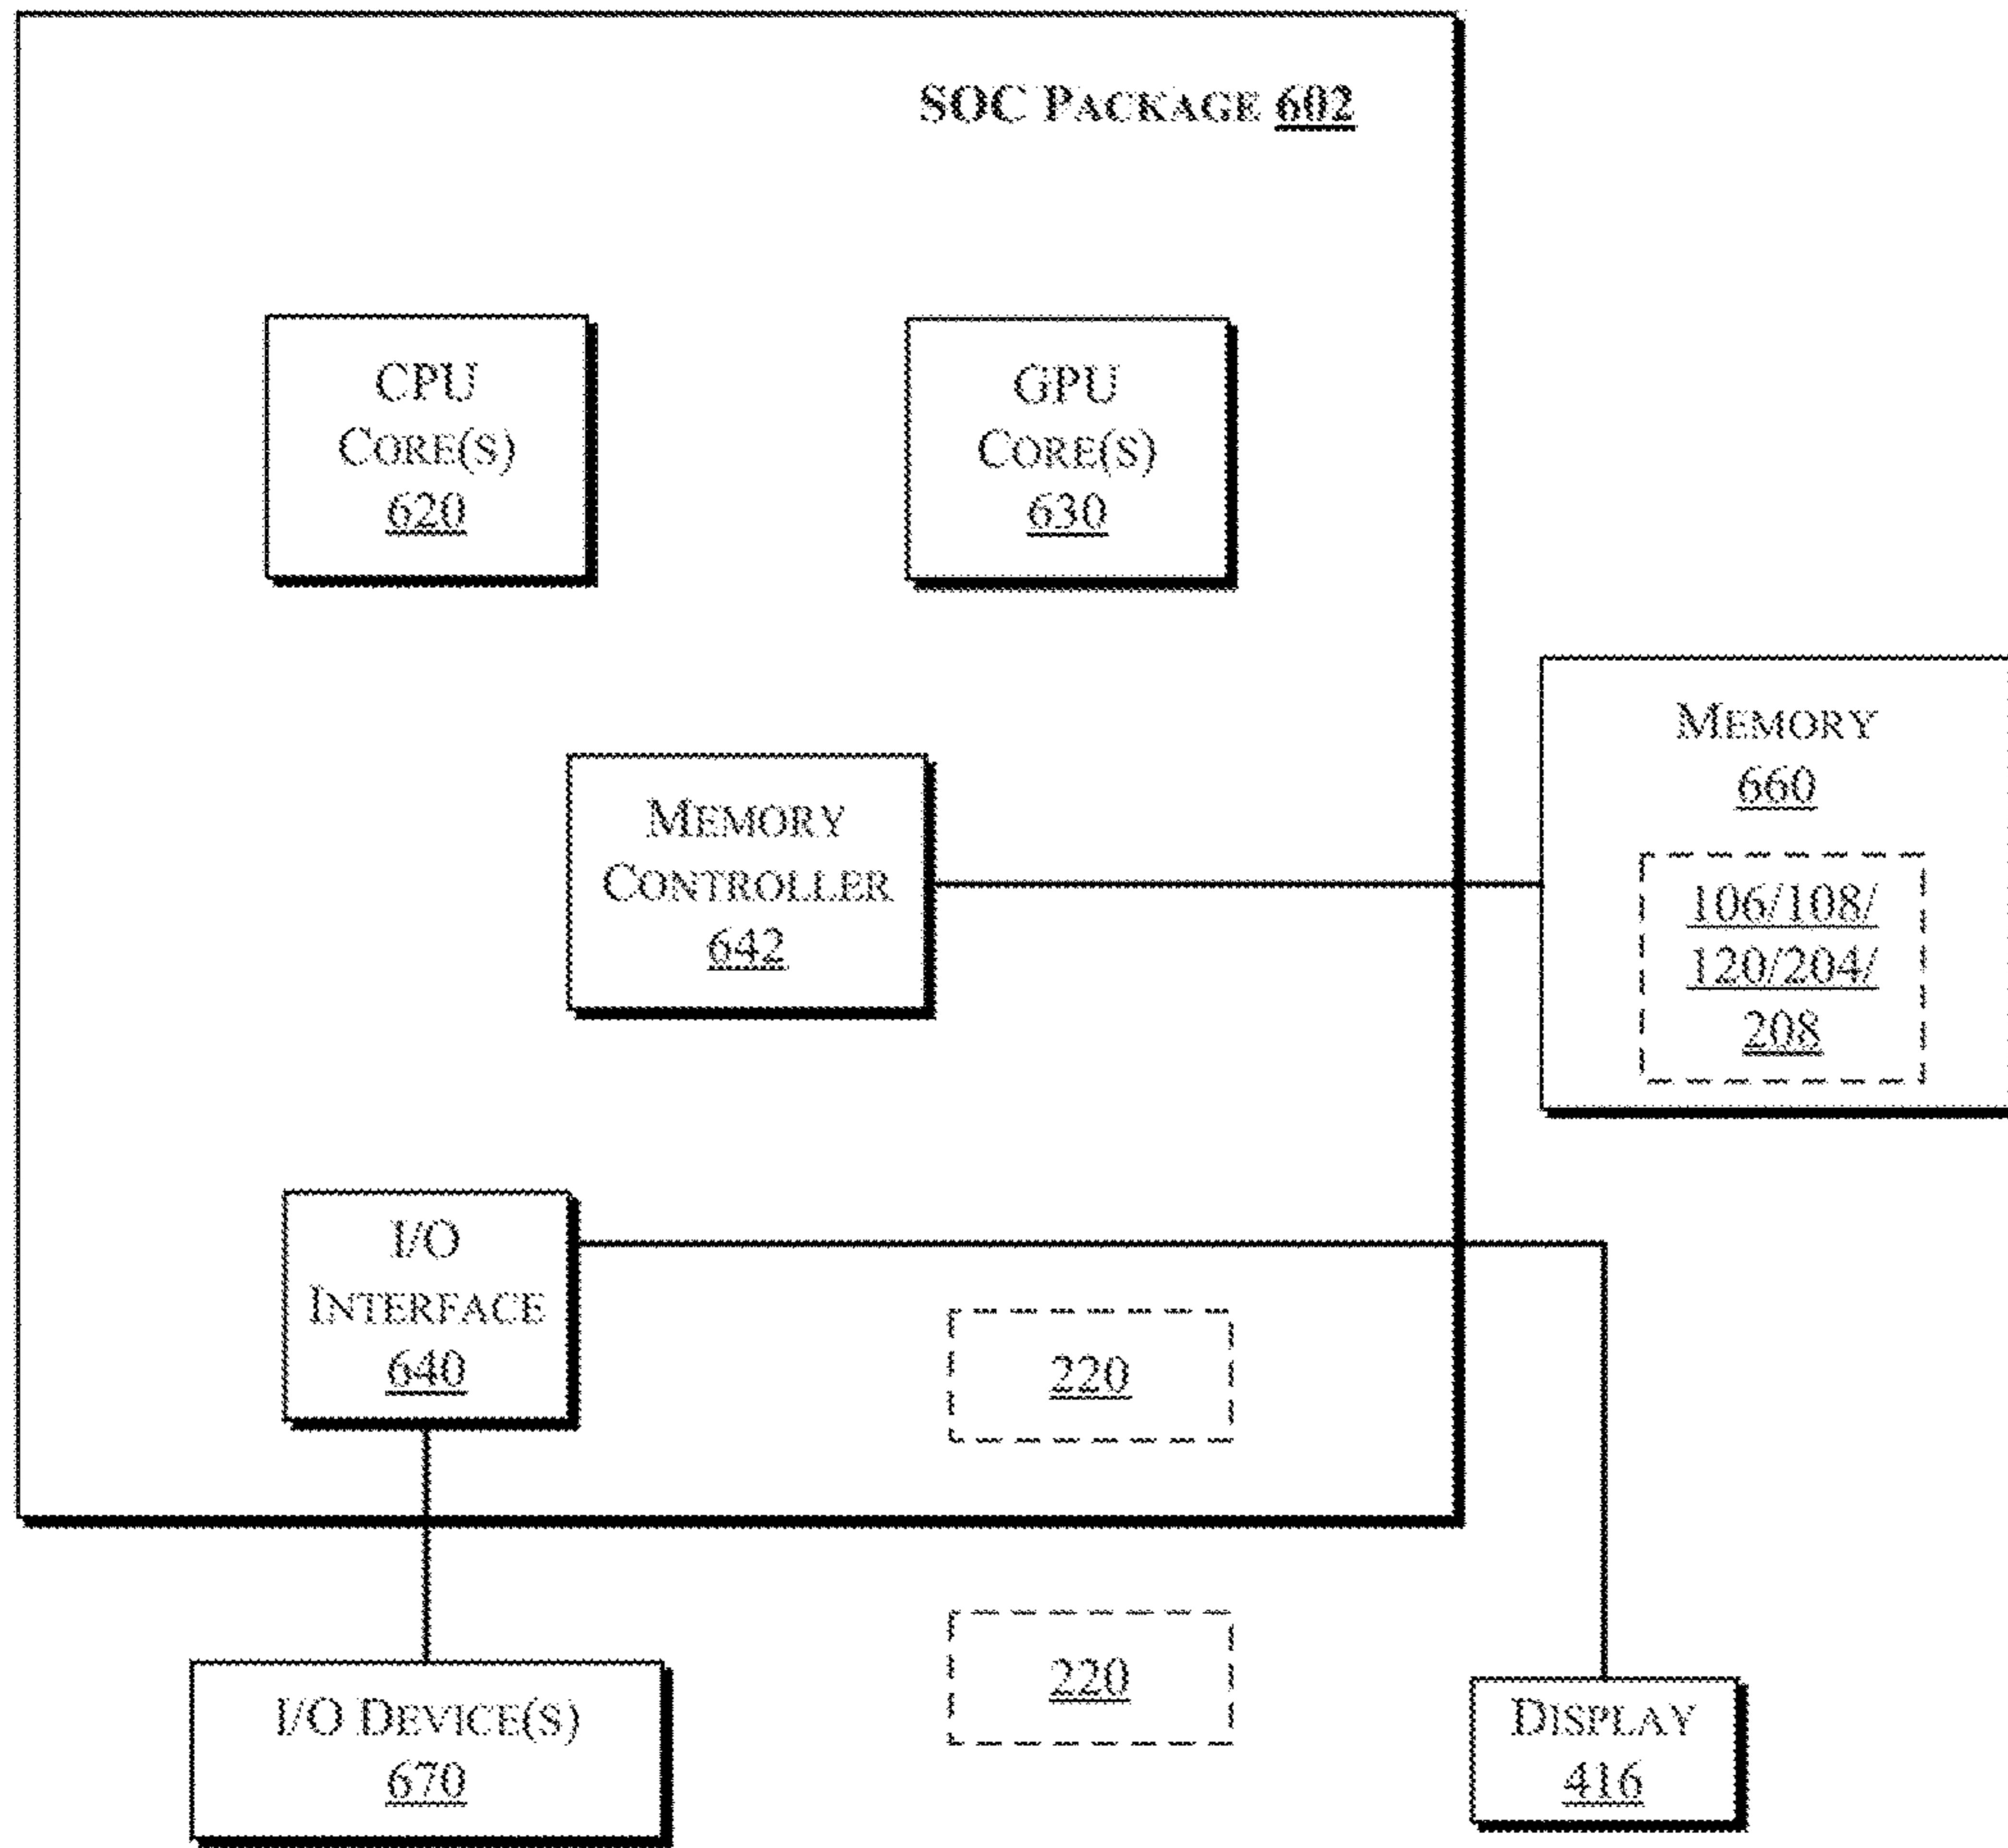 SOC PACKAGE 602
CPU
CORE(S)
620
GPU
CORE(S)
630
MEMORY
CONTROLLER
642
MEMORY
660
106/108/
120/204/
208
I/O
INTERFACE
640
220
220
I/O DEVICE(S)
670
DISPLAY
416